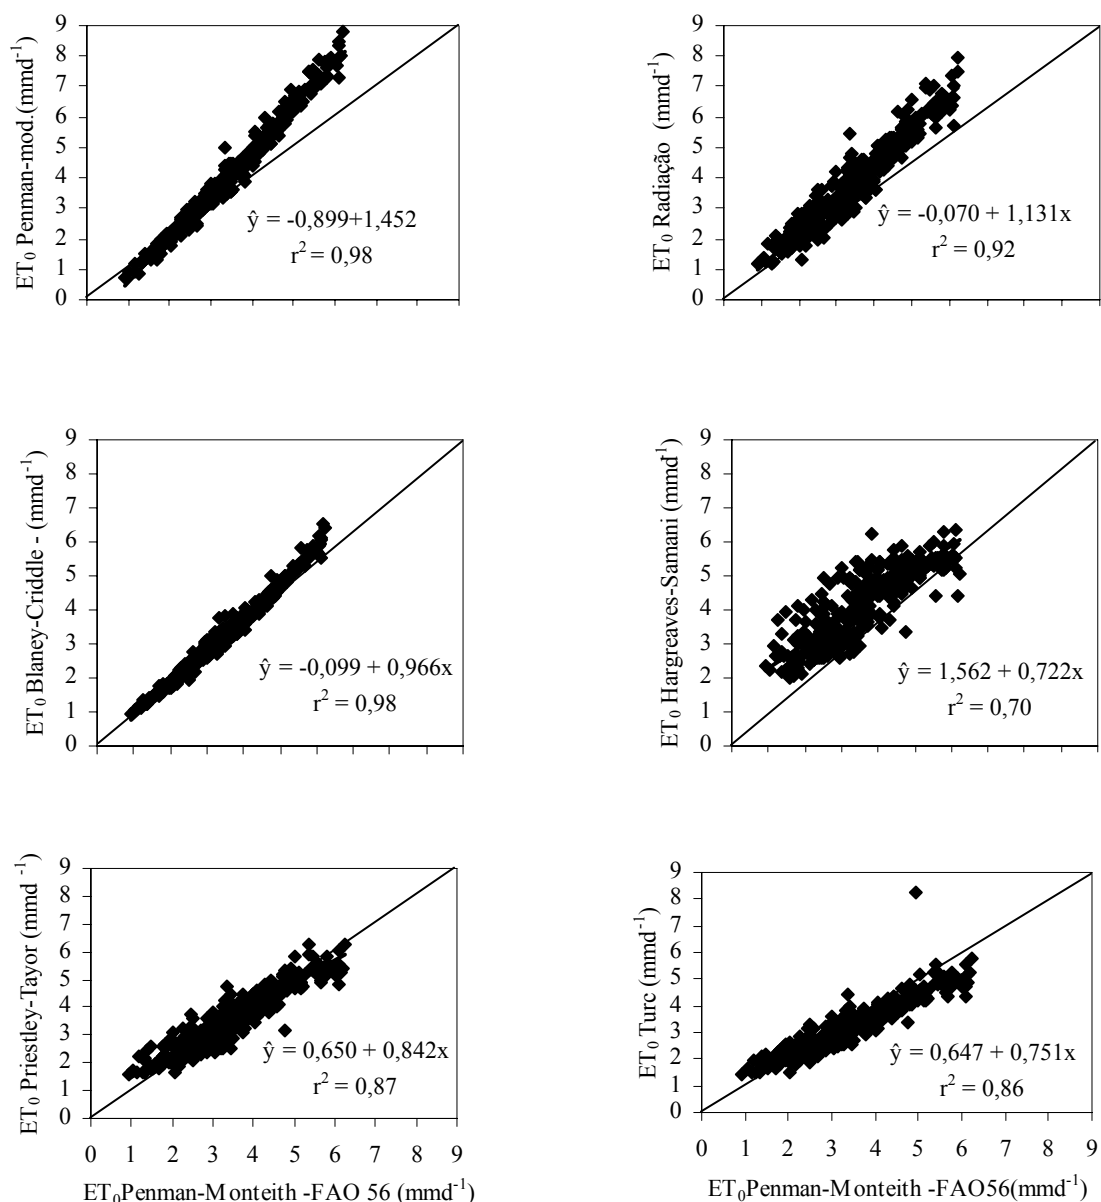 9
8
7
6
5
4
3
2
1
0
ET0 Penman-mod.(mmd-1)
ŷ = -0,899+1,452
r2 = 0,98
9
8
7
6
5
4
3
2
1
0
ET0 Radiação (mmd-1)
ŷ = -0,070 + 1,131x
r2 = 0,92
9
8
7
6
5
4
3
2
1
0
ET0 Blaney-Criddle - (mmd-1)
ŷ = -0,099 + 0,966x
r2 = 0,98
9
8
7
6
5
4
3
2
1
0
ET0 Hargreaves-Samani (mmd-1)
ŷ = 1,562 + 0,722x
r2 = 0,70
9
8
7
6
5
4
3
2
1
0
ET0 Priestley-Tayor (mmd -1)
ŷ = 0,650 + 0,842x
r2 = 0,87
0 1 2 3 4 5 6 7 8 9
ET0Penman-Monteith -FAO 56 (mmd-1)
9
8
7
6
5
4
3
2
1
0
ET0 Turc (mmd-1)
ŷ = 0,647 + 0,751x
r2 = 0,86
0 1 2 3 4 5 6 7 8 9
ET0Penman-Monteith -FAO56(mmd-1)